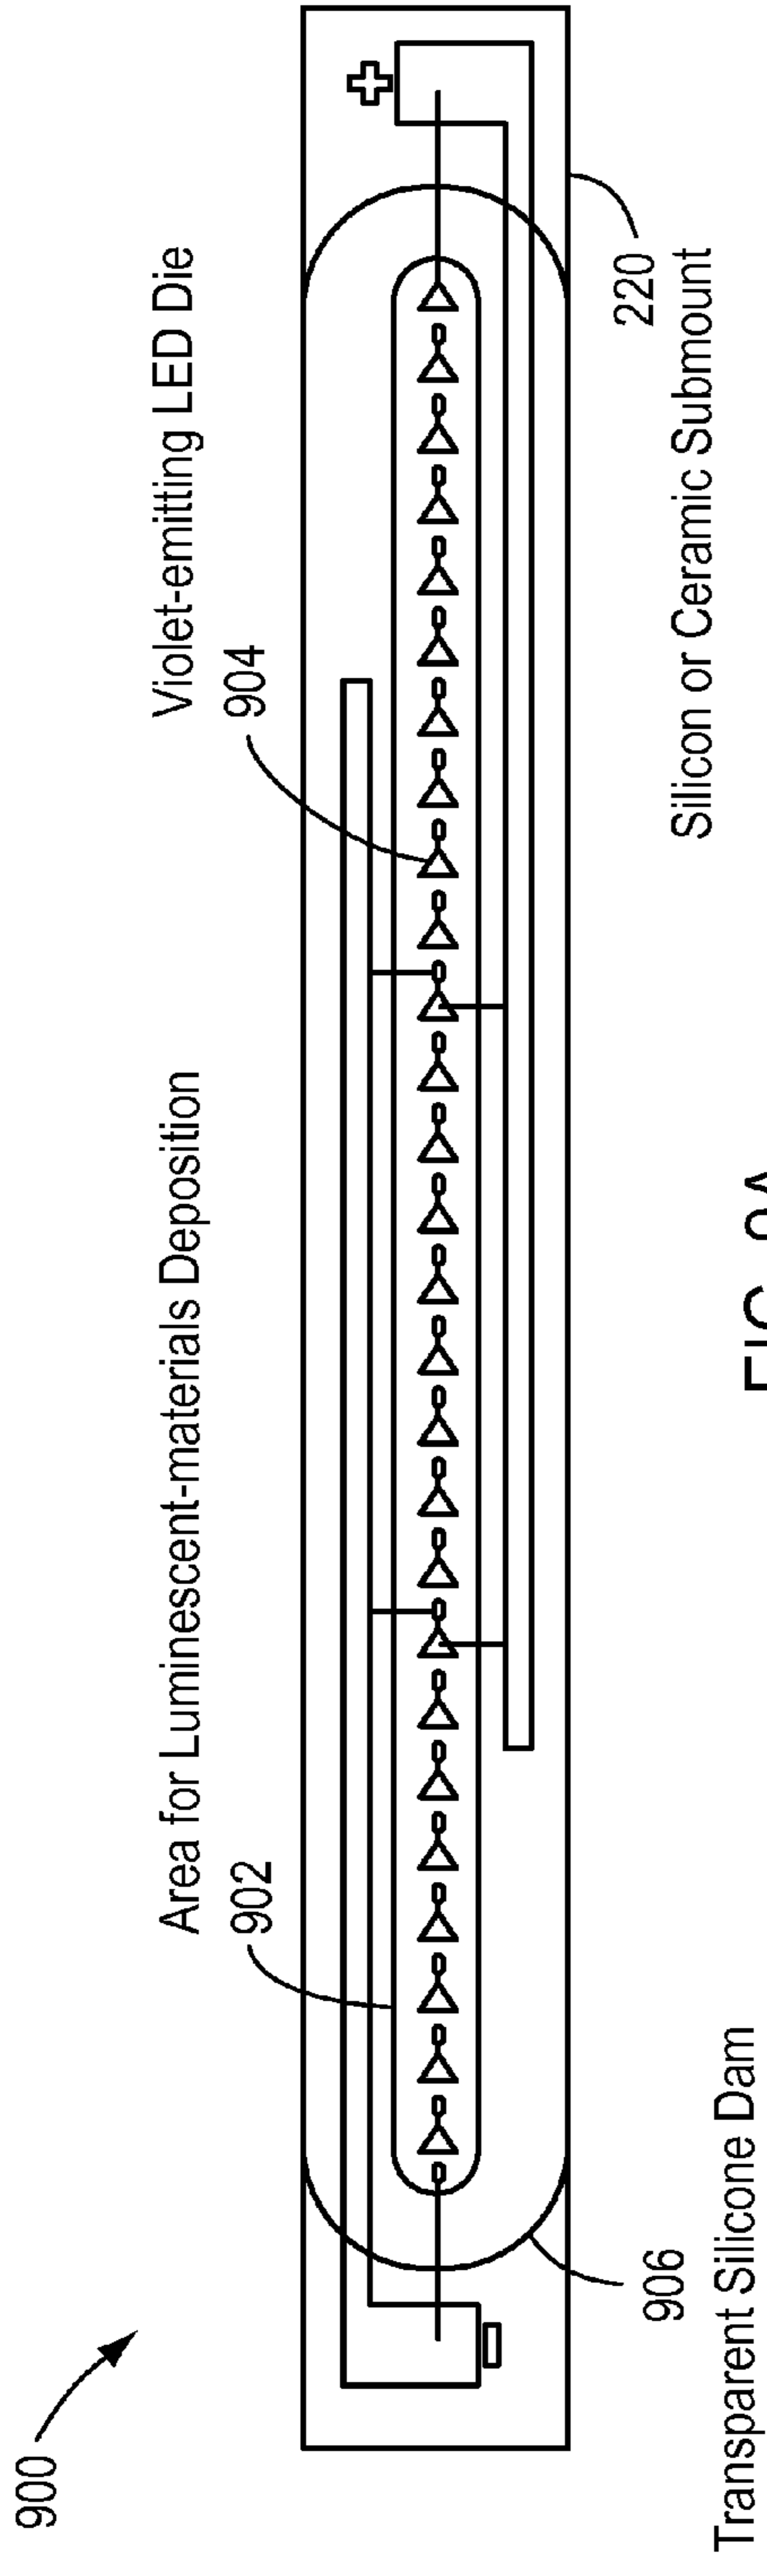 900
Area for Luminescent-materials Deposition
902
Violet-emitting LED Die
904
906
Transparent Silicone Dam
220
Silicon or Ceramic Submount